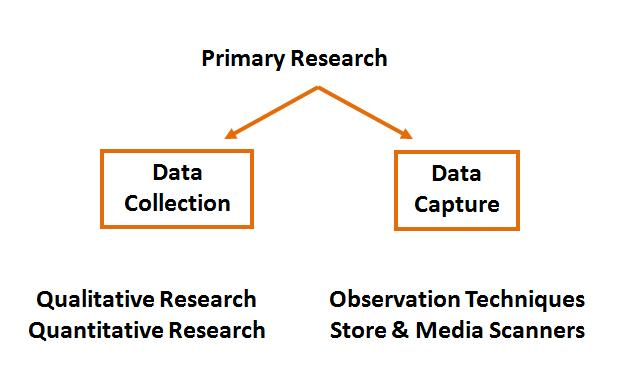 Primary Research
Data
Collection
Data
Capture
Qualitative Research
Quantitative Research
Observation Techniques
Store & Media Scanners